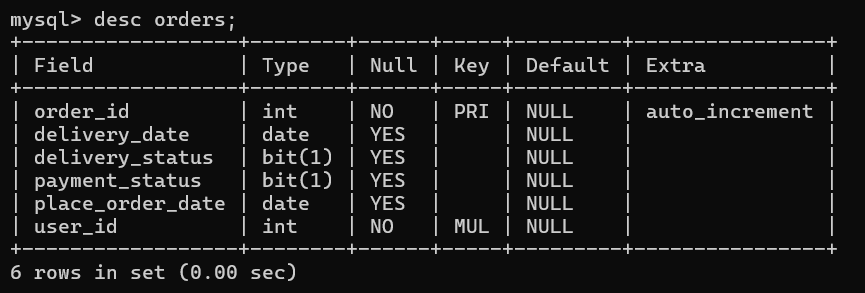 mysql> desc orders;
+-------------------+--------+------+-----+---------+----------------+
| Field             | Type   | Null | Key | Default | Extra          |
+-------------------+--------+------+-----+---------+----------------+
| order_id          | int    | NO   | PRI | NULL    | auto_increment |
| delivery_date     | date   | YES  |     | NULL    |                |
| delivery_status   | bit(1) | YES  |     | NULL    |                |
| payment_status    | bit(1) | YES  |     | NULL    |                |
| place_order_date  | date   | YES  |     | NULL    |                |
| user_id           | int    | NO   | MUL | NULL    |                |
+-------------------+--------+------+-----+---------+----------------+
6 rows in set (0.00 sec)